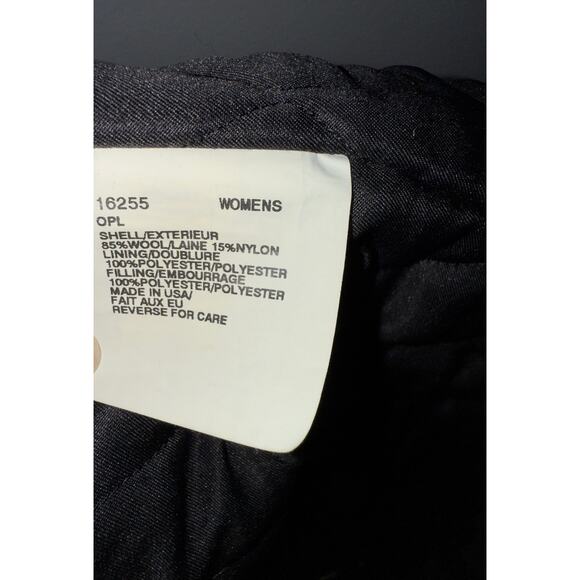 16255 WOMENS
OPL
SHELL/EXTERIEUR
85%WOOL/LAINE 15%NYLON
LINING/DOUBLURE
100%POLYESTER/POLYESTER
FILLING/EMBOURRAGE
100%POLYESTER/POLYESTER
MADE IN USA/
FAIT AUX EU
REVERSE FOR CARE